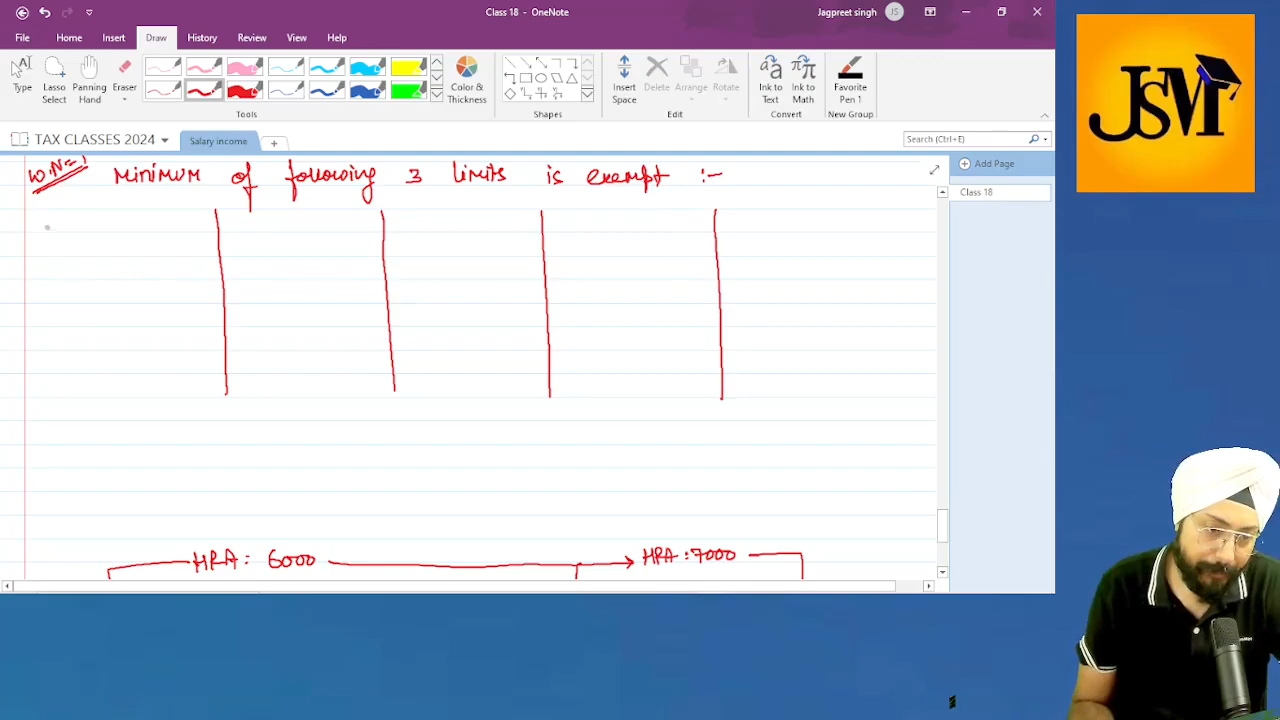 Class 18 - OneNote
Jagpreet singh JS
File Home Insert Draw History Review View Help
Type
Lasso Select
Panning Hand
Eraser
Color & Thickness
Insert Space
Delete
Arrange
Rotate
Ink to Text
Ink to Math
Favorite Pen 1
Tools Shapes Edit Convert New Group
TAX CLASSES 2024 Salary income Search (Ctrl+E)
Add Page
Class 18
W.N=1 Minimum of following 3 limits is exempt :-
HRA : 6000 HRA : 7000
JSM